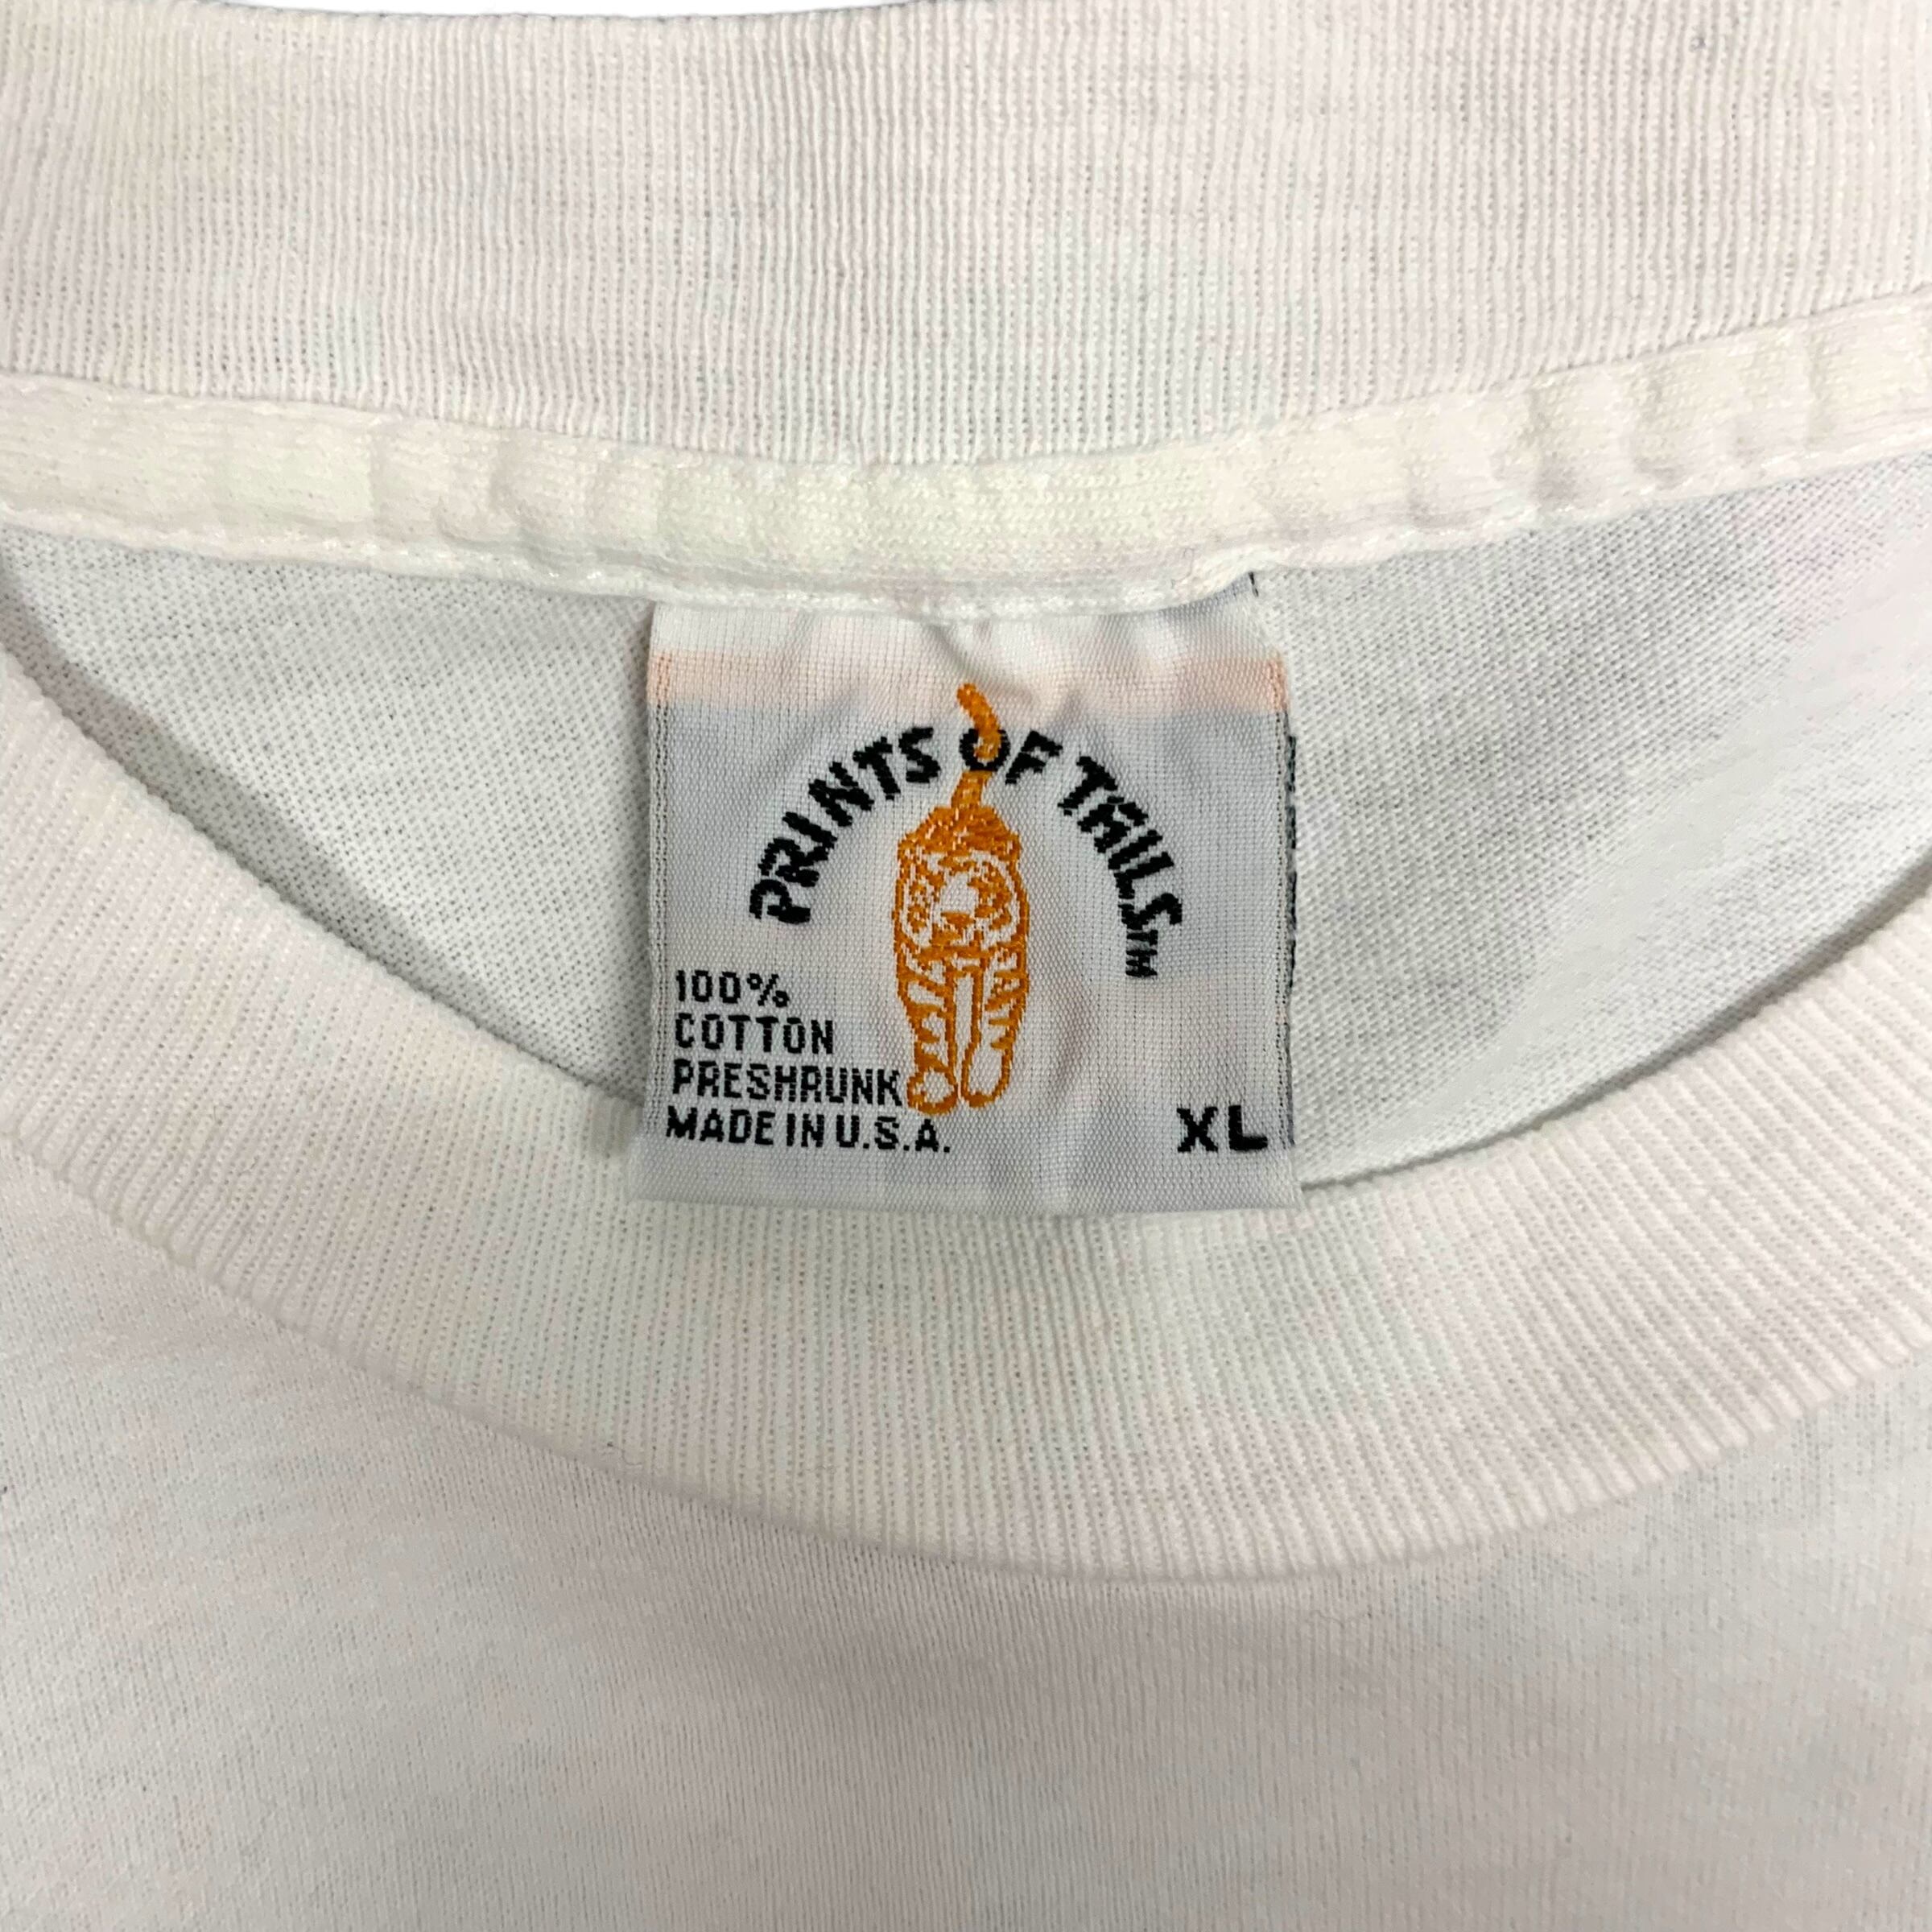 PRINTS OF TAILS™
100%
COTTON
PRESHRUNK
MADE IN U.S.A.
XL